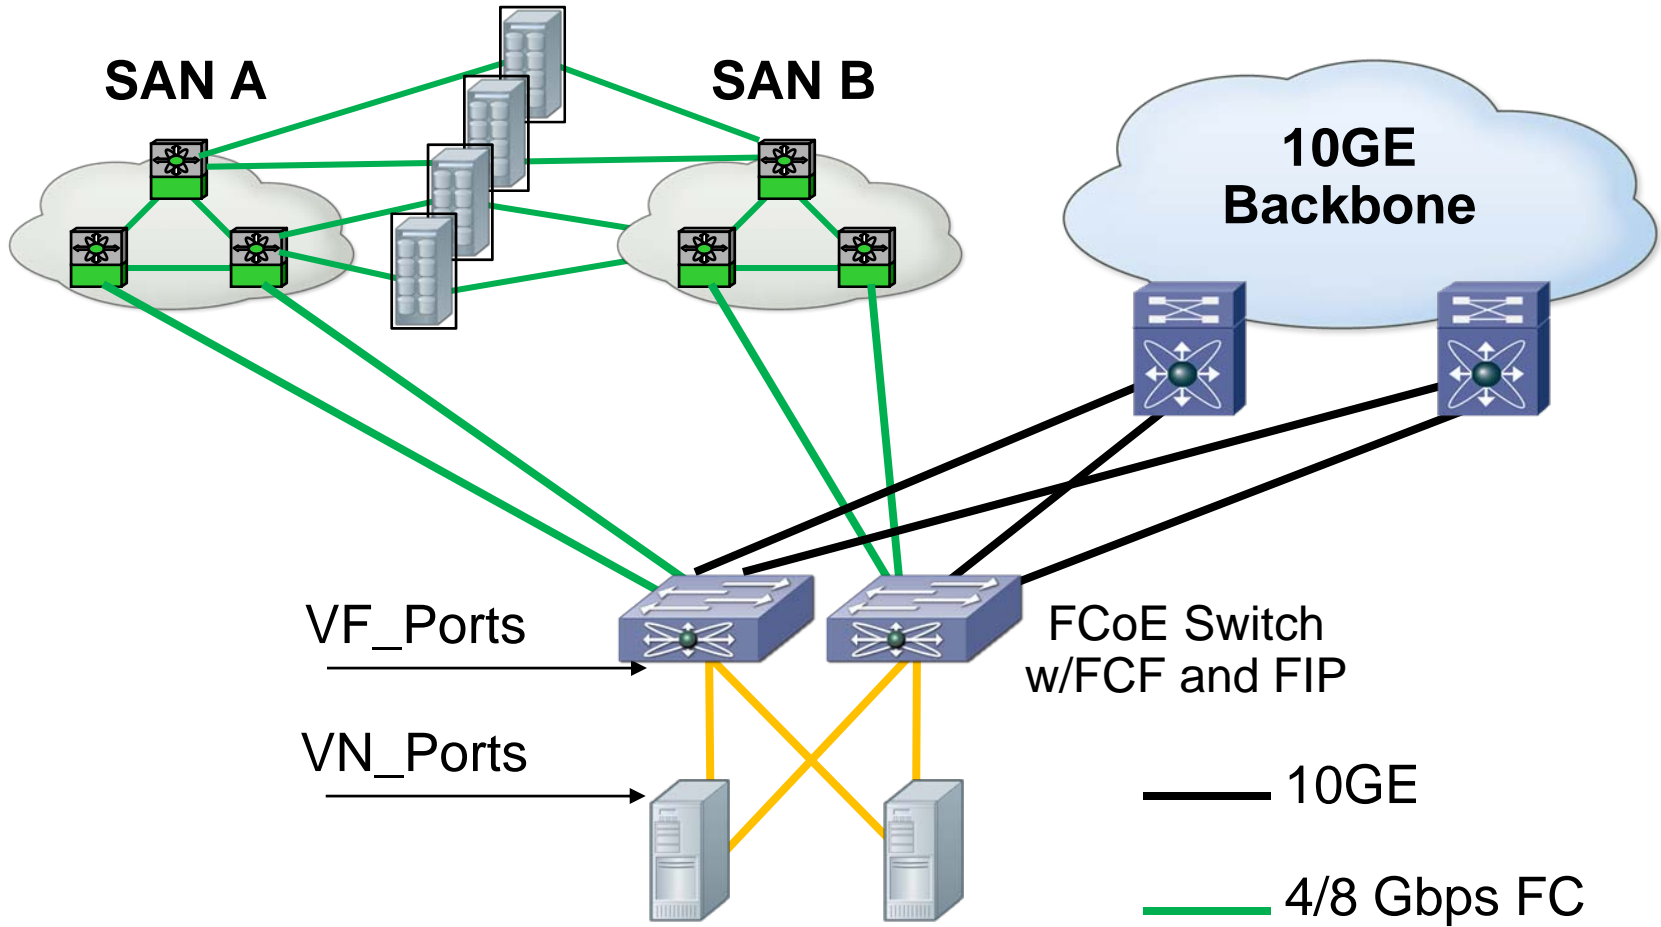 SAN A
SAN B
10GE
Backbone
VF_Ports
FCoE Switch
w/FCF and FIP
VN_Ports
10GE
4/8 Gbps FC